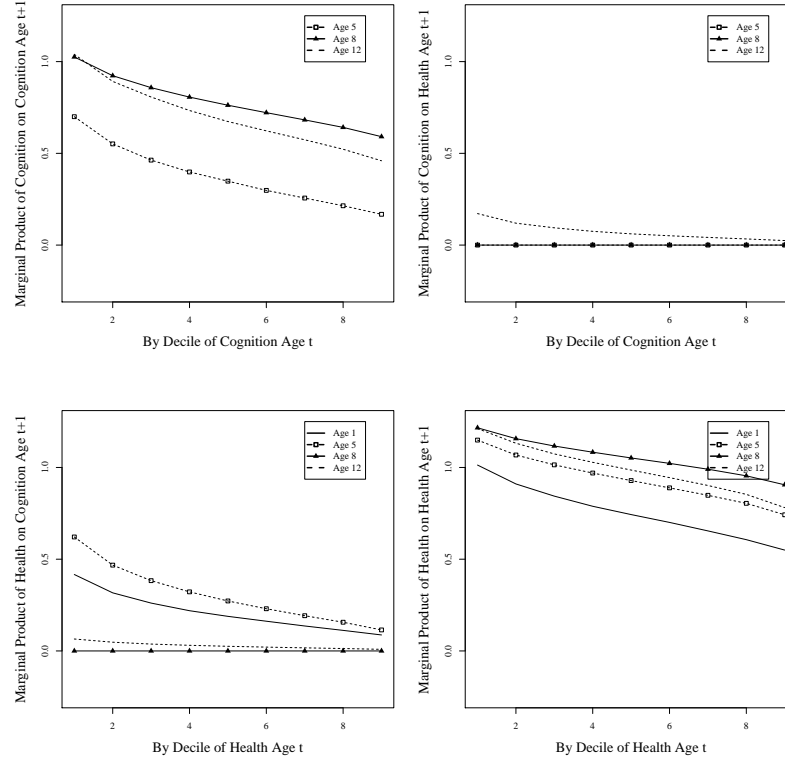 Marginal Product of Cognition on Cognition Age t+1
1.0
0.5
0.0
2 4 6 8
By Decile of Cognition Age t
Age 5
Age 8
Age 12
Marginal Product of Cognition on Health Age t+1
1.0
0.5
0.0
2 4 6 8
By Decile of Cognition Age t
Age 5
Age 8
Age 12
Marginal Product of Health on Cognition Age t+1
1.0
0.5
0.0
2 4 6 8
By Decile of Health Age t
Age 1
Age 5
Age 8
Age 12
Marginal Product of Health on Health Age t+1
1.0
0.5
0.0
2 4 6 8
By Decile of Health Age t
Age 1
Age 5
Age 8
Age 12